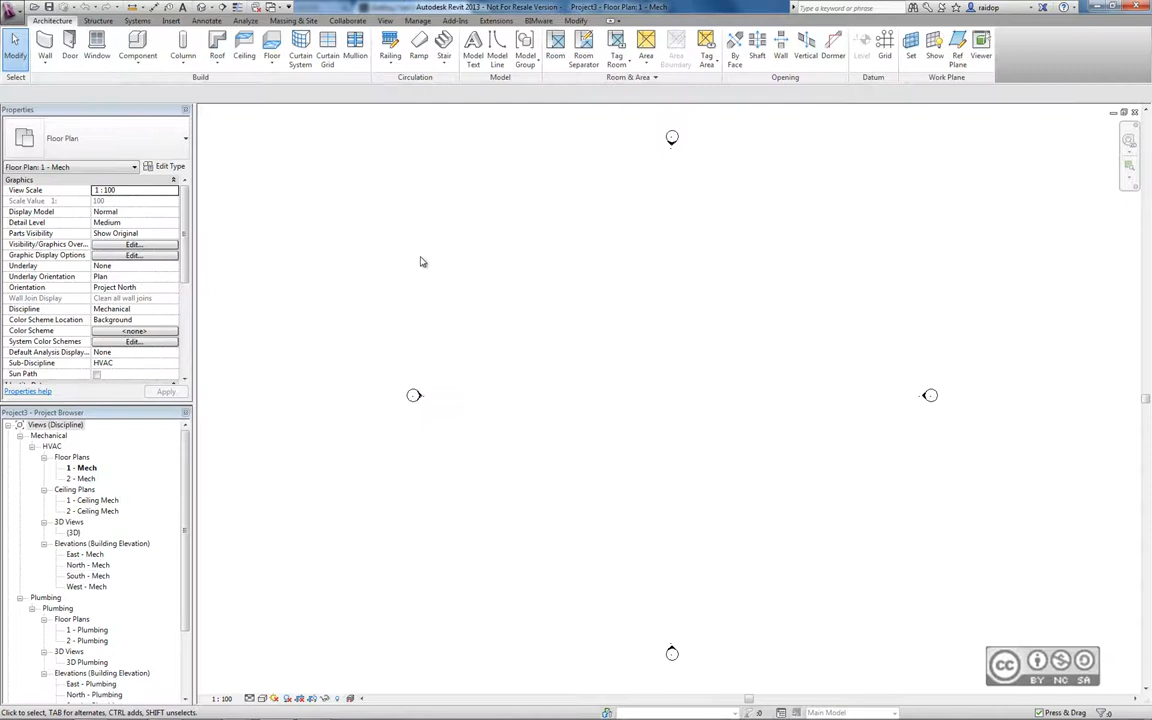 Autodesk Revit 2013 - Not For Resale Version - Project3 - Floor Plan: 1 - Mech
Type a keyword or phrase
raidop
Architecture Structure Systems Insert Annotate Analyze Massing & Site Collaborate View Manage Add-Ins Extensions BIMware Modify
Modify Wall Door Window Component Column Roof Ceiling Floor Curtain System Curtain Grid Mullion Railing Ramp Stair Model Text Model Line Model Group Room Room Separator Tag Room Area Area Boundary Tag Area By Face Shaft Wall Vertical Dormer Level Grid Set Show Ref Plane Viewer
Select Build Circulation Model Room & Area Opening Datum Work Plane
Properties
Floor Plan
Floor Plan: 1 - Mech Edit Type
Graphics
View Scale 1 : 100
Scale Value 1: 100
Display Model Normal
Detail Level Medium
Parts Visibility Show Original
Visibility/Graphics Over... Edit...
Graphic Display Options Edit...
Underlay None
Underlay Orientation Plan
Orientation Project North
Wall Join Display Clean all wall joins
Discipline Mechanical
Color Scheme Location Background
Color Scheme <none>
System Color Schemes Edit...
Default Analysis Display... None
Sub-Discipline HVAC
Sun Path
Properties help Apply
Project3 - Project Browser
Views (Discipline)
Mechanical
HVAC
Floor Plans
1 - Mech
2 - Mech
Ceiling Plans
1 - Ceiling Mech
2 - Ceiling Mech
3D Views
{3D}
Elevations (Building Elevation)
East - Mech
North - Mech
South - Mech
West - Mech
Plumbing
Plumbing
Floor Plans
1 - Plumbing
2 - Plumbing
3D Views
3D Plumbing
Elevations (Building Elevation)
East - Plumbing
North - Plumbing
1 : 100
cc BY NC SA
Click to select, TAB for alternates, CTRL adds, SHIFT unselects.
:0 Main Model Press & Drag :0